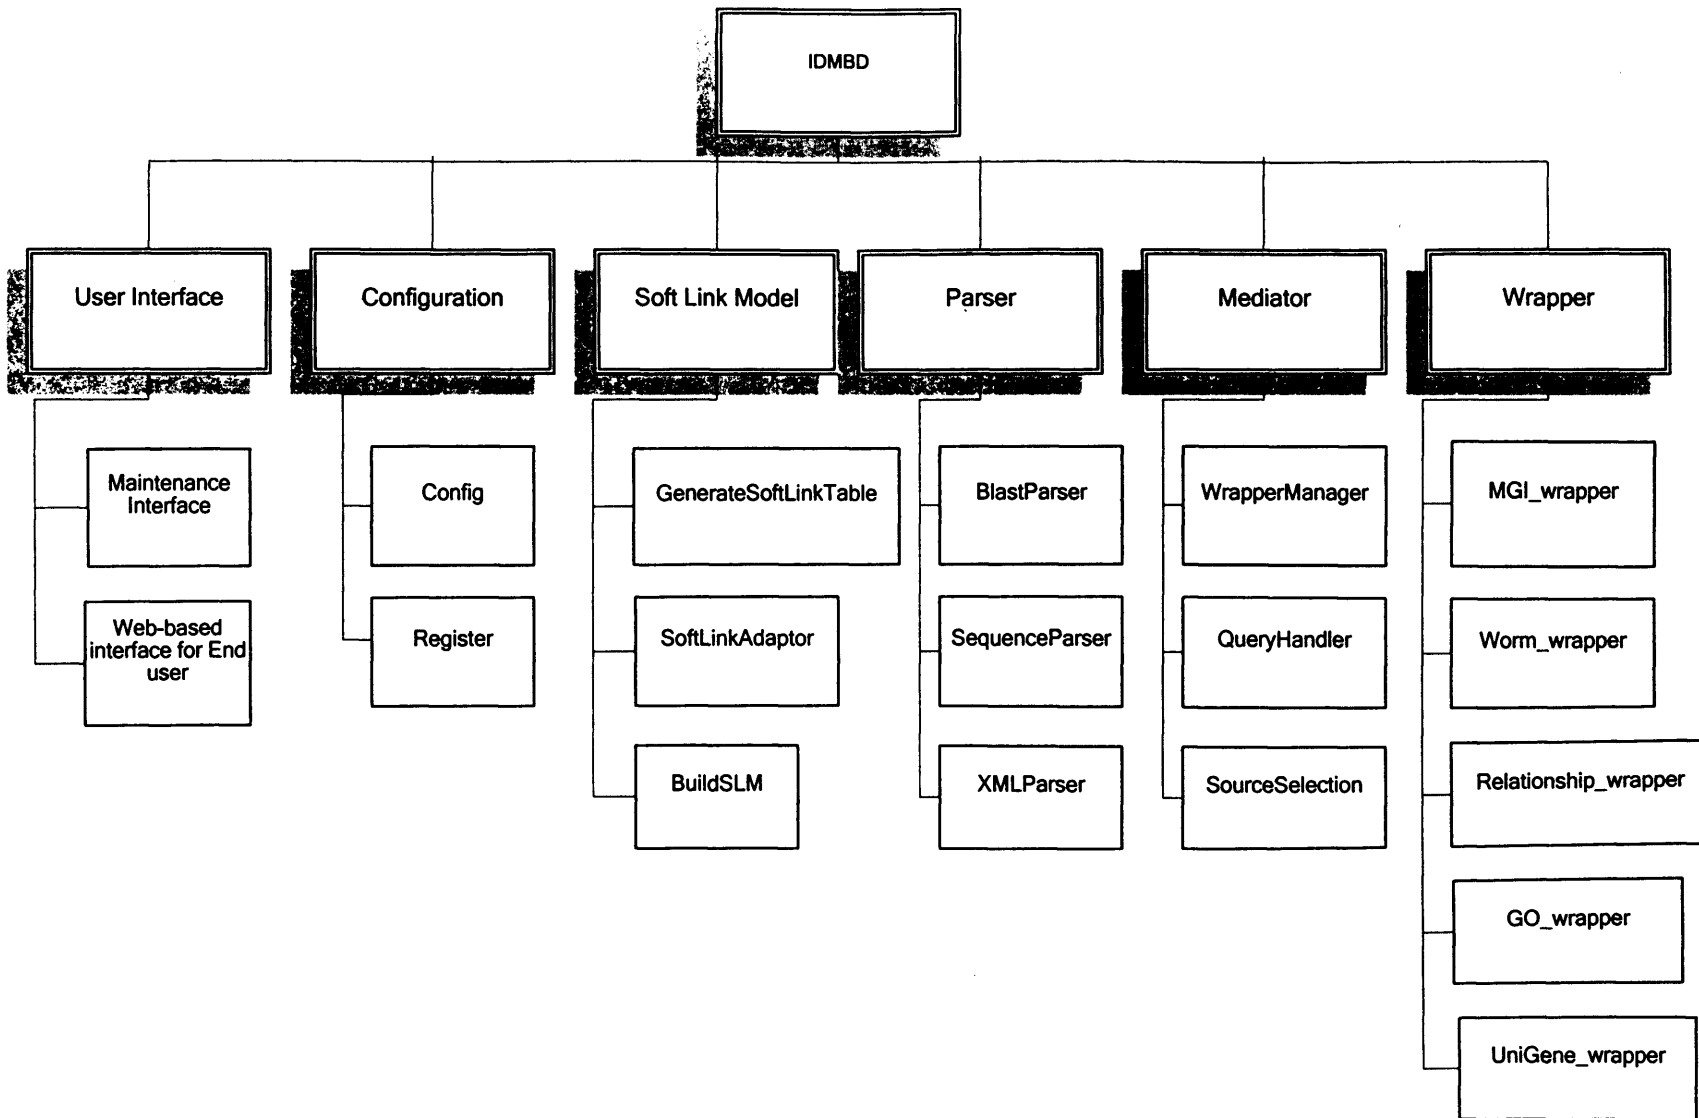 IDMBD
User Interface
Configuration
Soft Link Model
Parser
Mediator
Wrapper
Maintenance
Interface
Web-based
interface for End
user
Config
Register
GenerateSoftLinkTable
SoftLinkAdaptor
BuildSLM
BlastParser
SequenceParser
XMLParser
WrapperManager
QueryHandler
SourceSelection
MGI_wrapper
Worm_wrapper
Relationship_wrapper
GO_wrapper
UniGene_wrapper